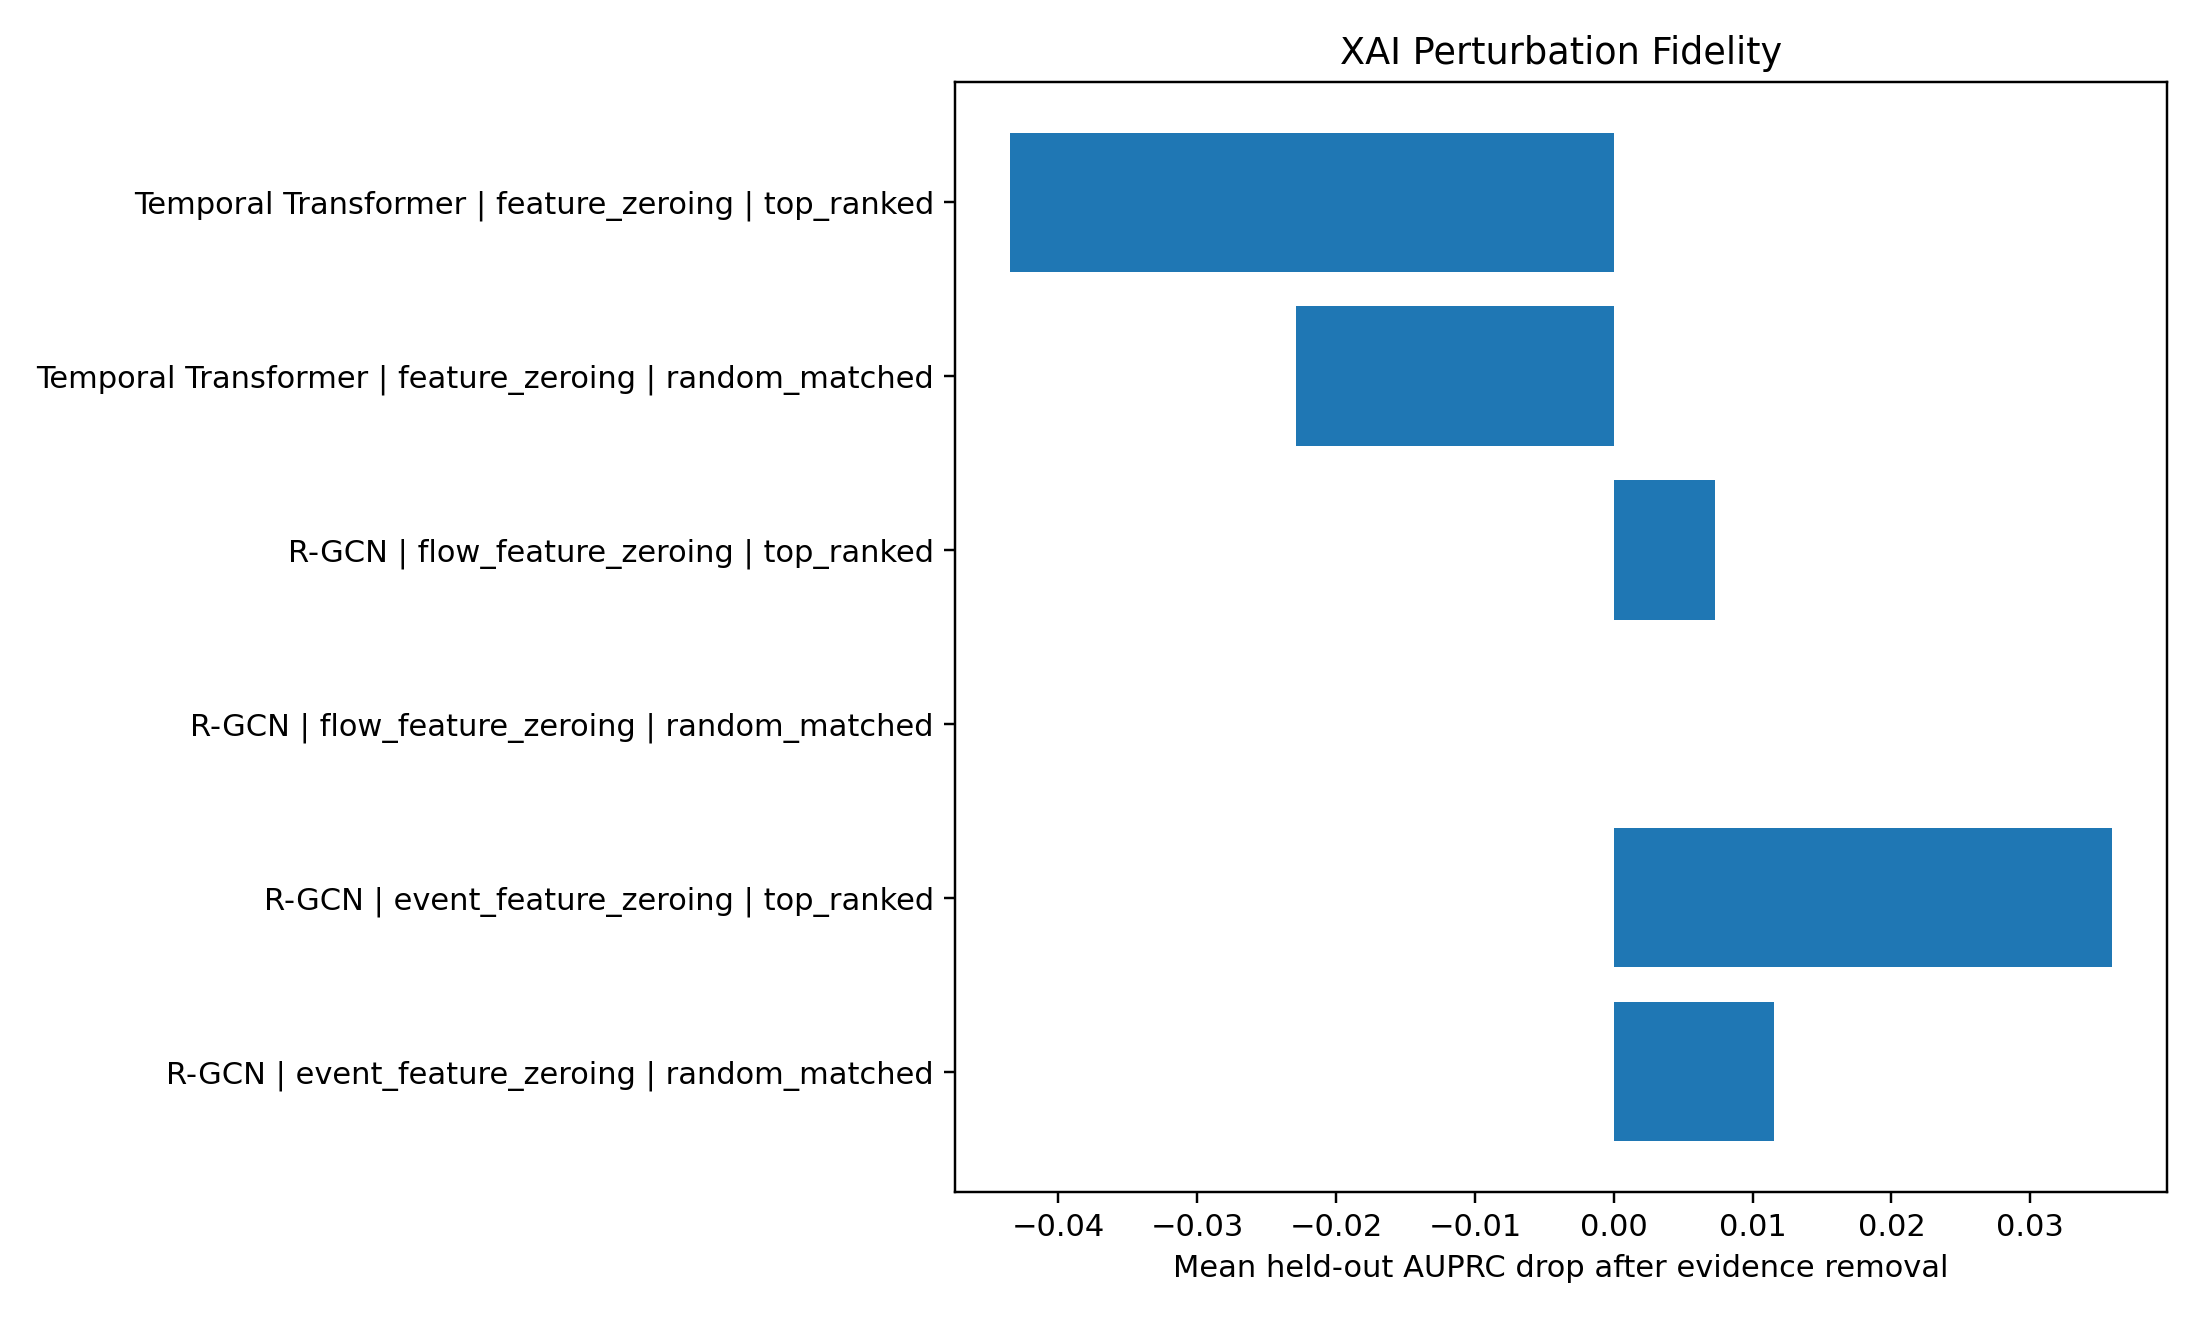 XAI Perturbation Fidelity
Temporal Transformer | feature_zeroing | top_ranked
Temporal Transformer | feature_zeroing | random_matched
R-GCN | flow_feature_zeroing | top_ranked
R-GCN | flow_feature_zeroing | random_matched
R-GCN | event_feature_zeroing | top_ranked
R-GCN | event_feature_zeroing | random_matched
−0.04 −0.03 −0.02 −0.01 0.00 0.01 0.02 0.03
Mean held-out AUPRC drop after evidence removal